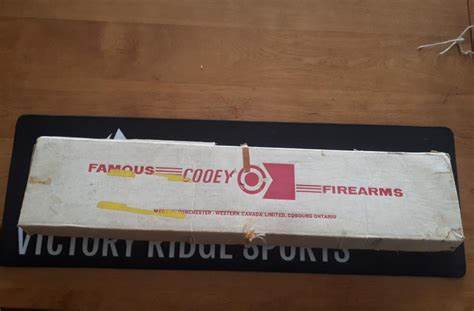 FAMOUS COOEY FIREARMS
WINCHESTER - WESTERN CANADA LIMITED, COBOURG ONTARIO
VICTORY RIDGE SPORTS